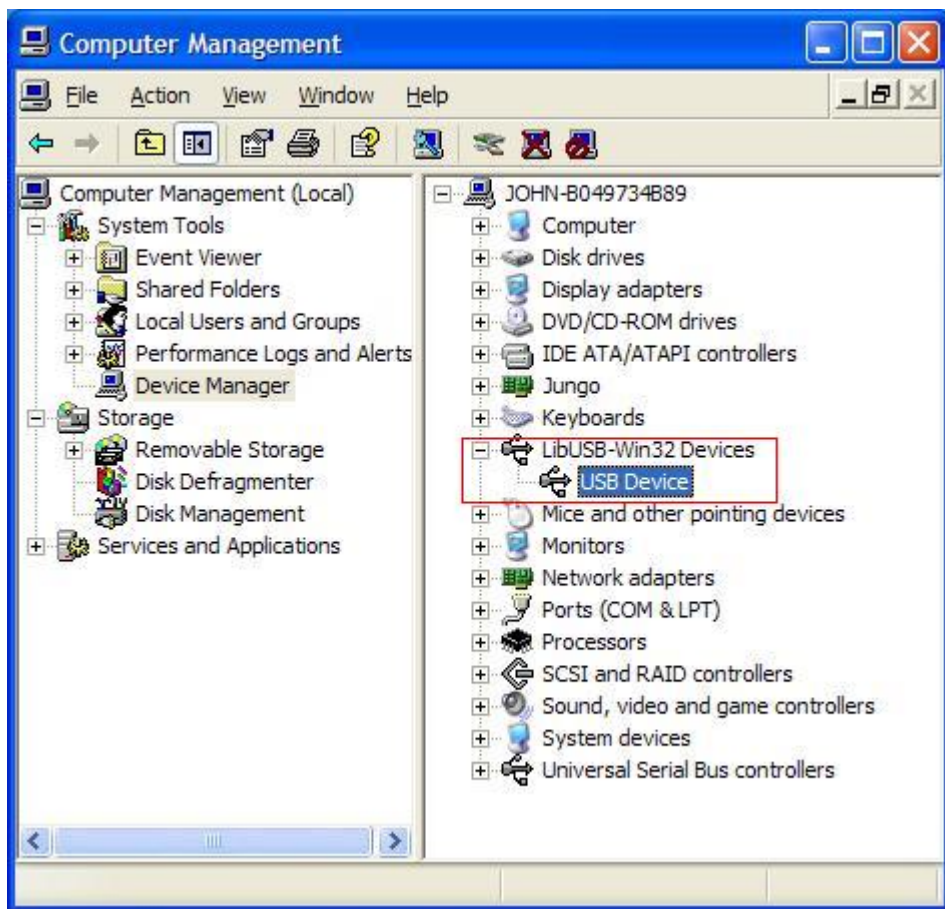 Computer Management
File Action View Window Help
Computer Management (Local)
System Tools
Event Viewer
Shared Folders
Local Users and Groups
Performance Logs and Alerts
Device Manager
Storage
Removable Storage
Disk Defragmenter
Disk Management
Services and Applications
JOHN-B049734B89
Computer
Disk drives
Display adapters
DVD/CD-ROM drives
IDE ATA/ATAPI controllers
Jungo
Keyboards
LibUSB-Win32 Devices
USB Device
Mice and other pointing devices
Monitors
Network adapters
Ports (COM & LPT)
Processors
SCSI and RAID controllers
Sound, video and game controllers
System devices
Universal Serial Bus controllers